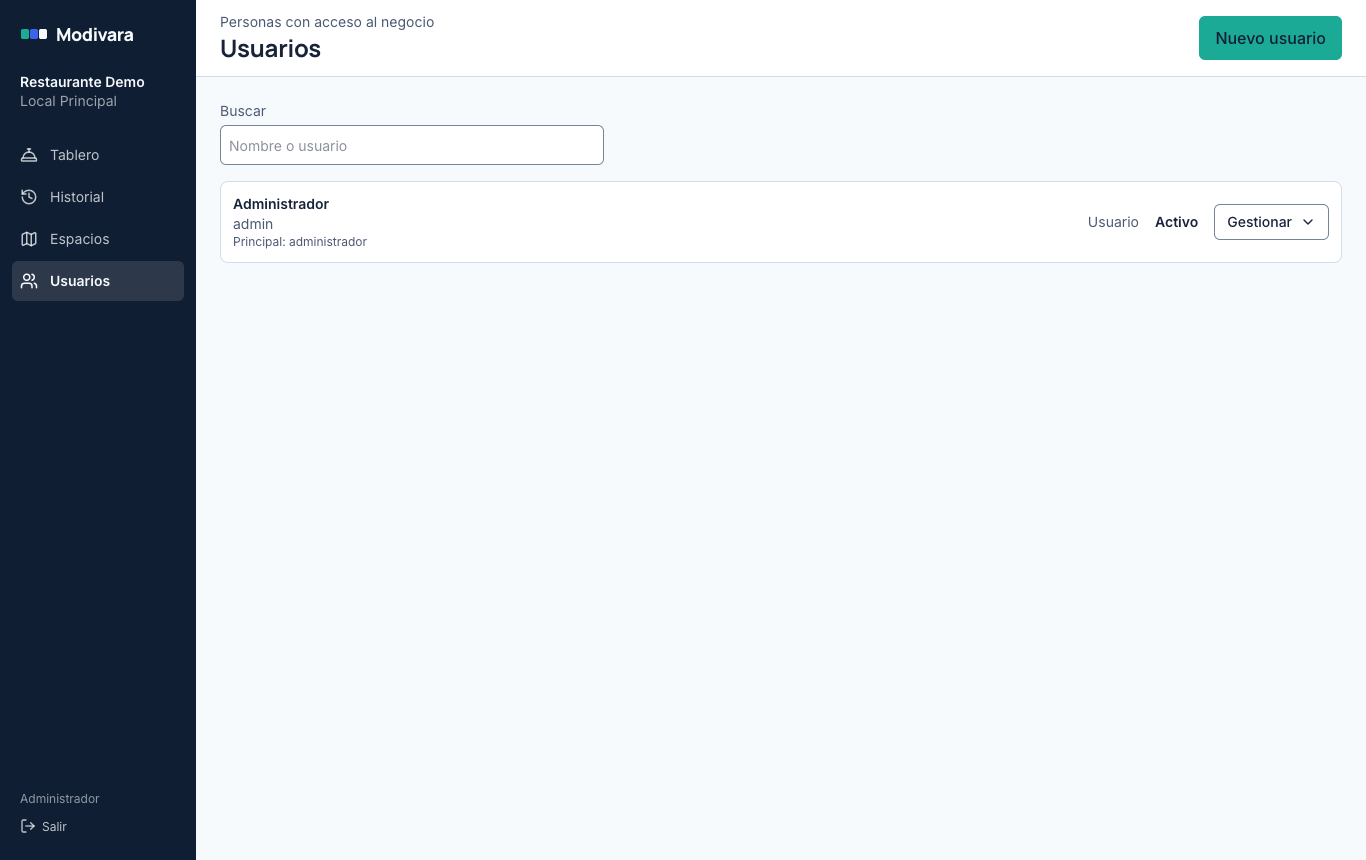 Modivara
Restaurante Demo
Local Principal
Tablero
Historial
Espacios
Usuarios
Administrador
Salir
Personas con acceso al negocio
Usuarios
Nuevo usuario
Buscar
Nombre o usuario
Administrador
admin
Principal: administrador
Usuario Activo Gestionar